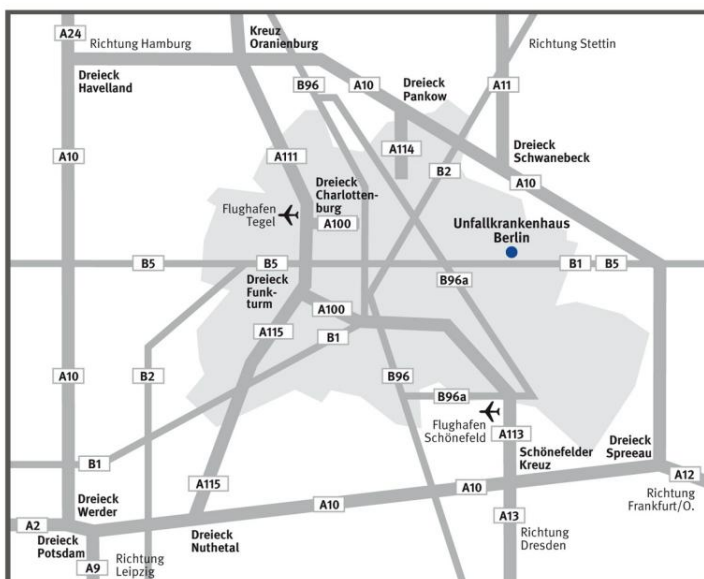 A24
Richtung Hamburg
Kreuz
Oranienburg
Richtung Stettin
Dreieck
Havelland
B96
A10
Dreieck
Pankow
A11
A10
A111
A114
B2
Dreieck
Schwanebeck
A10
Dreieck
Charlotten-
burg
Flughafen
Tegel
A100
Unfallkrankenhaus
Berlin
B5
B5
B96a
B1
B5
Dreieck
Funk-
turm
A100
A115
B1
A10
B2
B96
B96a
Flughafen
Schönefeld
A113
B1
Schönefelder
Kreuz
Dreieck
Spreeau
A115
A10
A10
A12
Richtung
Frankfurt/O.
Dreieck
Werder
A2
Dreieck
Potsdam
A9
Richtung
Leipzig
Dreieck
Nuthetal
A13
Richtung
Dresden